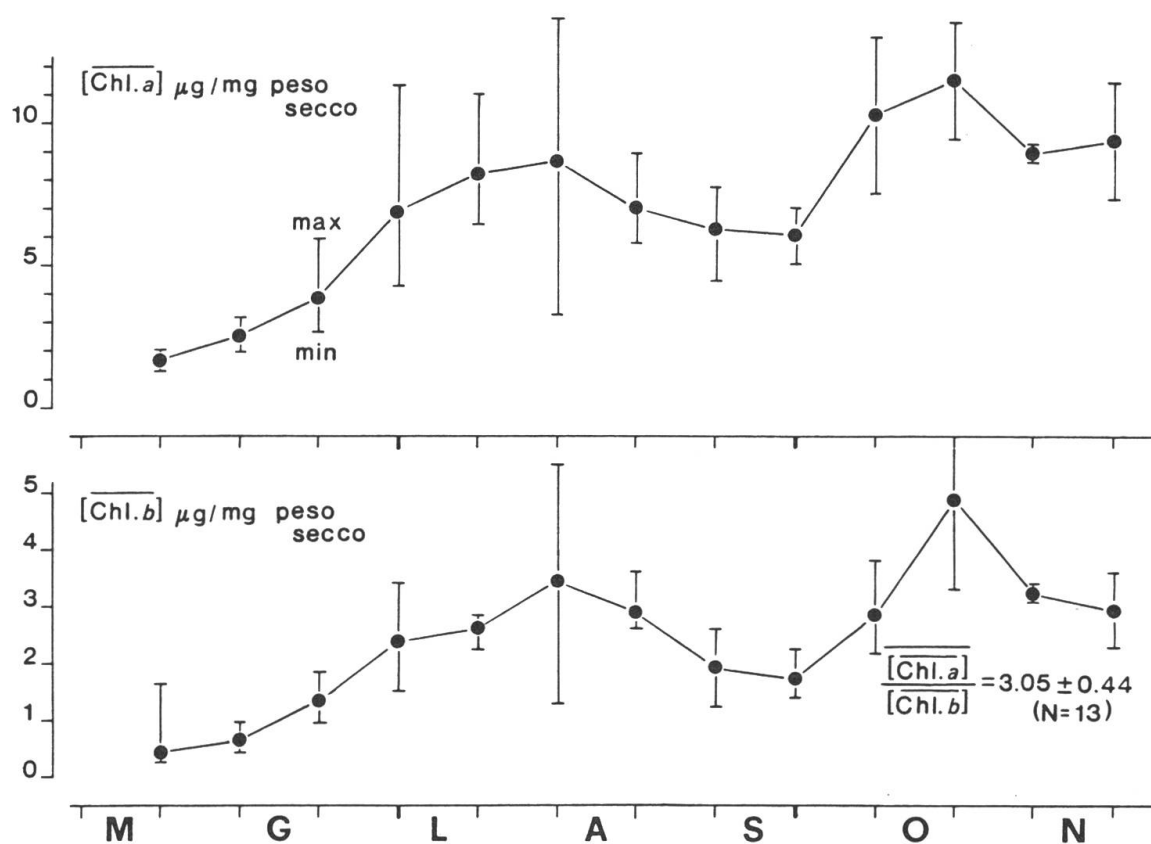 [Chl.a] μg/mg peso
secco
10
5
0
max
min
[Chl.b] μg/mg peso
secco
5
4
3
2
1
0
[Chl.a]
[Chl.b]
=3.05±0.44
(N=13)
M G L A S O N